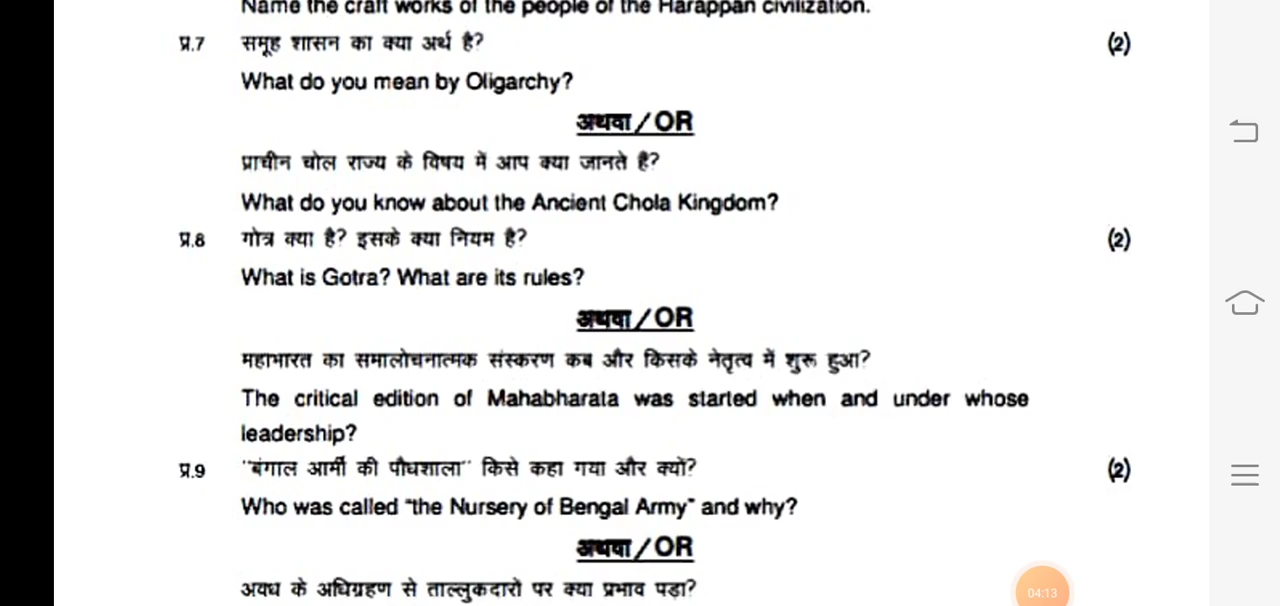 Name the craft works of the people of the Harappan civilization.
प्र.7 समूह शासन का क्या अर्थ है? (2)
What do you mean by Oligarchy?
अथवा/OR
प्राचीन चोल राज्य के विषय में आप क्या जानते है?
What do you know about the Ancient Chola Kingdom?
प्र.8 गोत्र क्या है? इसके क्या नियम है? (2)
What is Gotra? What are its rules?
अथवा/OR
महाभारत का समालोचनात्मक संस्करण कब और किसके नेतृत्व में शुरू हुआ?
The critical edition of Mahabharata was started when and under whose
leadership?
प्र.9 "बंगाल आर्मी की पौधशाला" किसे कहा गया और क्यों? (2)
Who was called "the Nursery of Bengal Army" and why?
अथवा/OR
अवध के अधिग्रहण से ताल्लुकदारो पर क्या प्रभाव पड़ा?
04:13